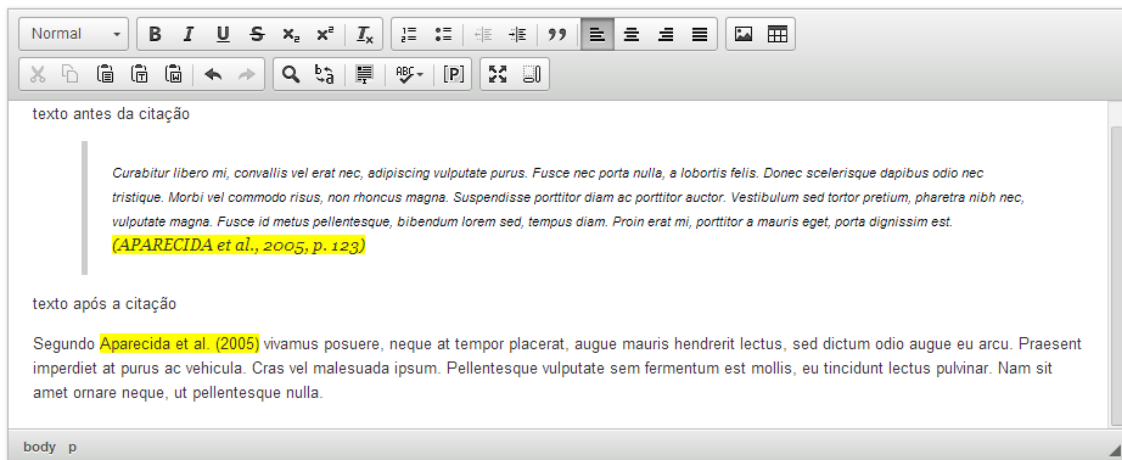 Normal
B I U S x₂ x² Tx
ABC [P]
texto antes da citação
Curabitur libero mi, convallis vel erat nec, adipiscing vulputate purus. Fusce nec porta nulla, a lobortis felis. Donec scelerisque dapibus odio nec
tristique. Morbi vel commodo risus, non rhoncus magna. Suspendisse porttitor diam ac porttitor auctor. Vestibulum sed tortor pretium, pharetra nibh nec,
vulputate magna. Fusce id metus pellentesque, bibendum lorem sed, tempus diam. Proin erat mi, porttitor a mauris eget, porta dignissim est.
(APARECIDA et al., 2005, p. 123)
texto após a citação
Segundo Aparecida et al. (2005) vivamus posuere, neque at tempor placerat, augue mauris hendrerit lectus, sed dictum odio augue eu arcu. Praesent
imperdiet at purus ac vehicula. Cras vel malesuada ipsum. Pellentesque vulputate sem fermentum est mollis, eu tincidunt lectus pulvinar. Nam sit
amet ornare neque, ut pellentesque nulla.
body p